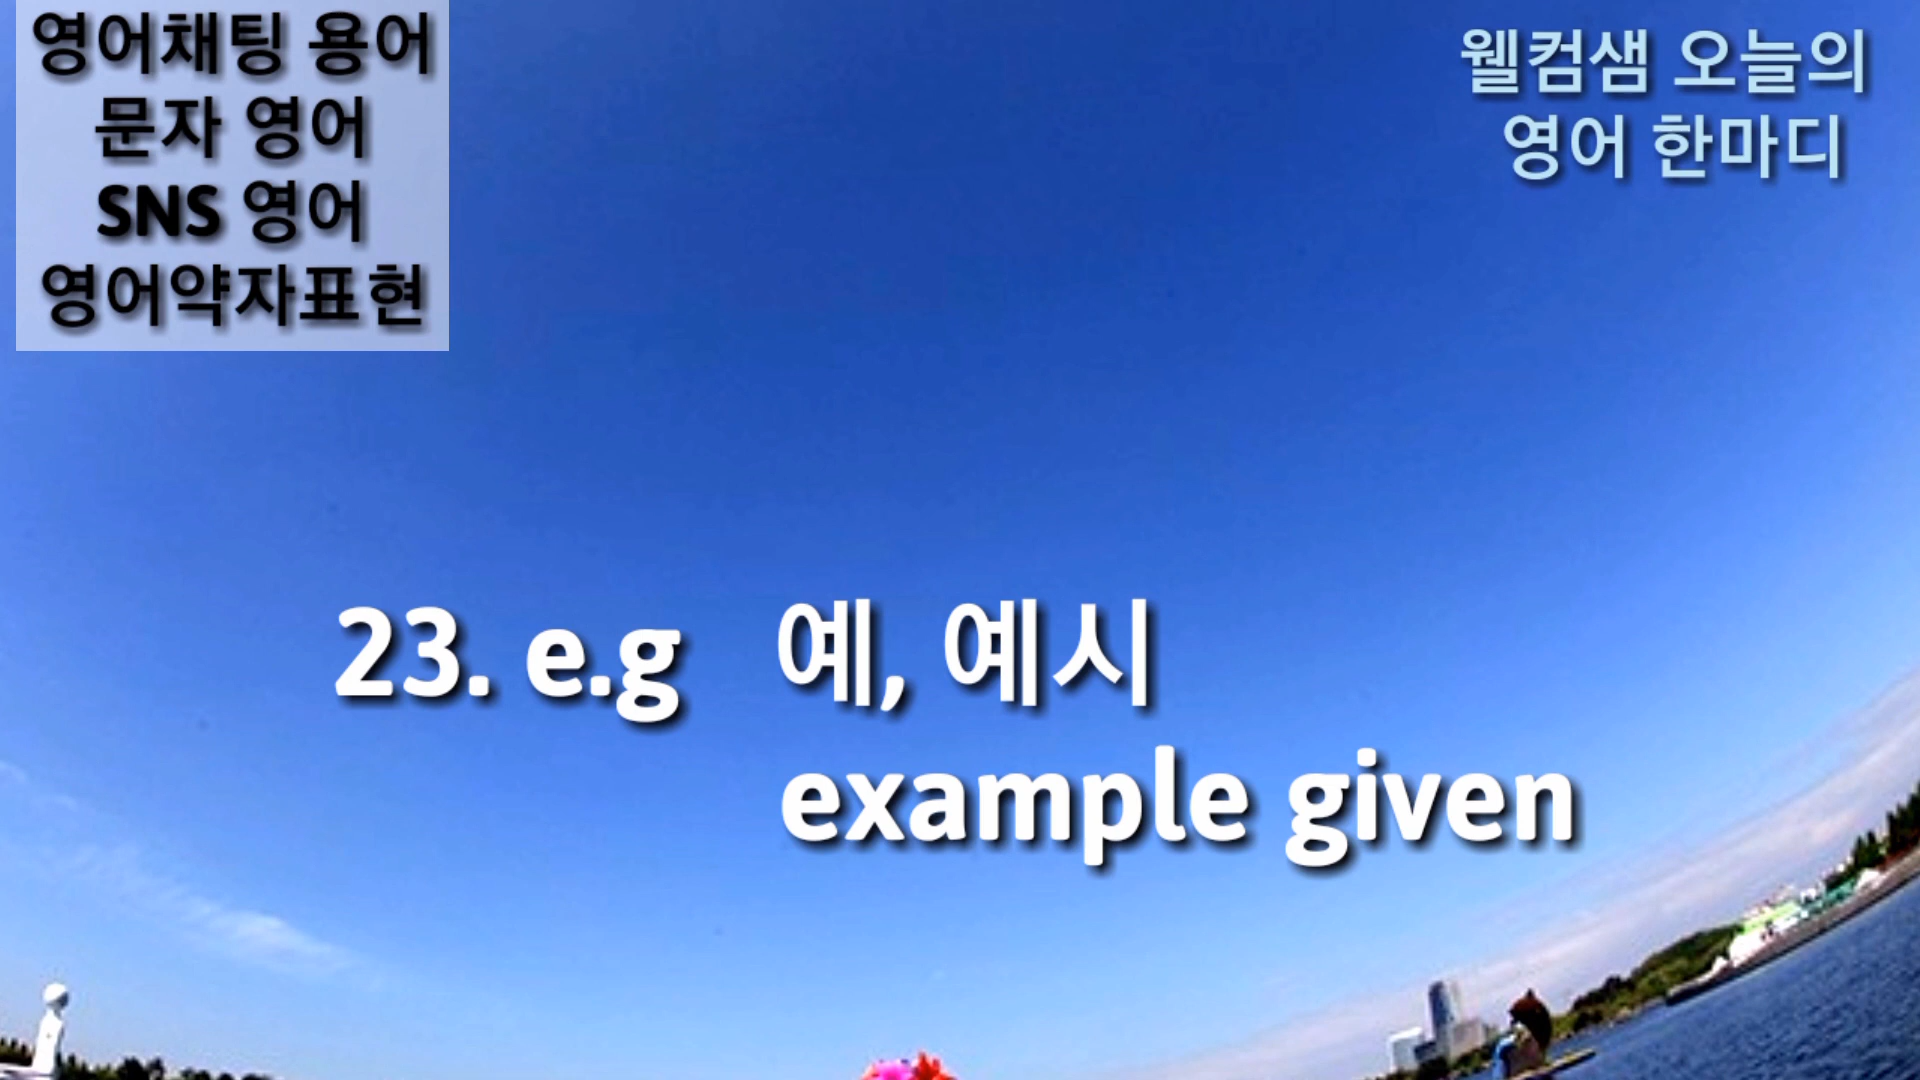 영어채팅 용어
문자 영어
SNS 영어
영어약자표현
웰컴샘 오늘의
영어 한마디
23. e.g 예, 예시
example given